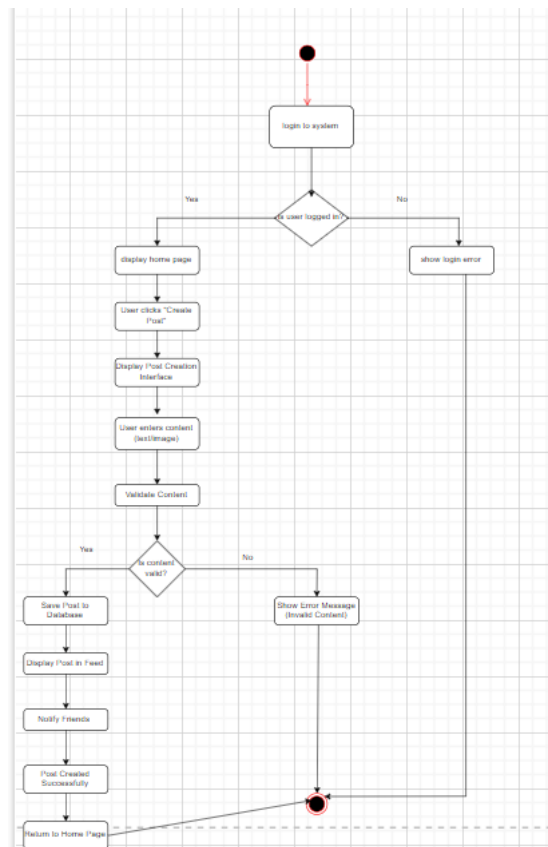 login to system
Yes
No
Is user logged in?
display home page
show login error
User clicks "Create
Post"
Display Post Creation
Interface
User enters content
(text/image)
Validate Content
Yes
No
Is content
valid?
Save Post to
Database
Show Error Message
(Invalid Content)
Display Post in Feed
Notify Friends
Post Created
Successfully
Return to Home Page